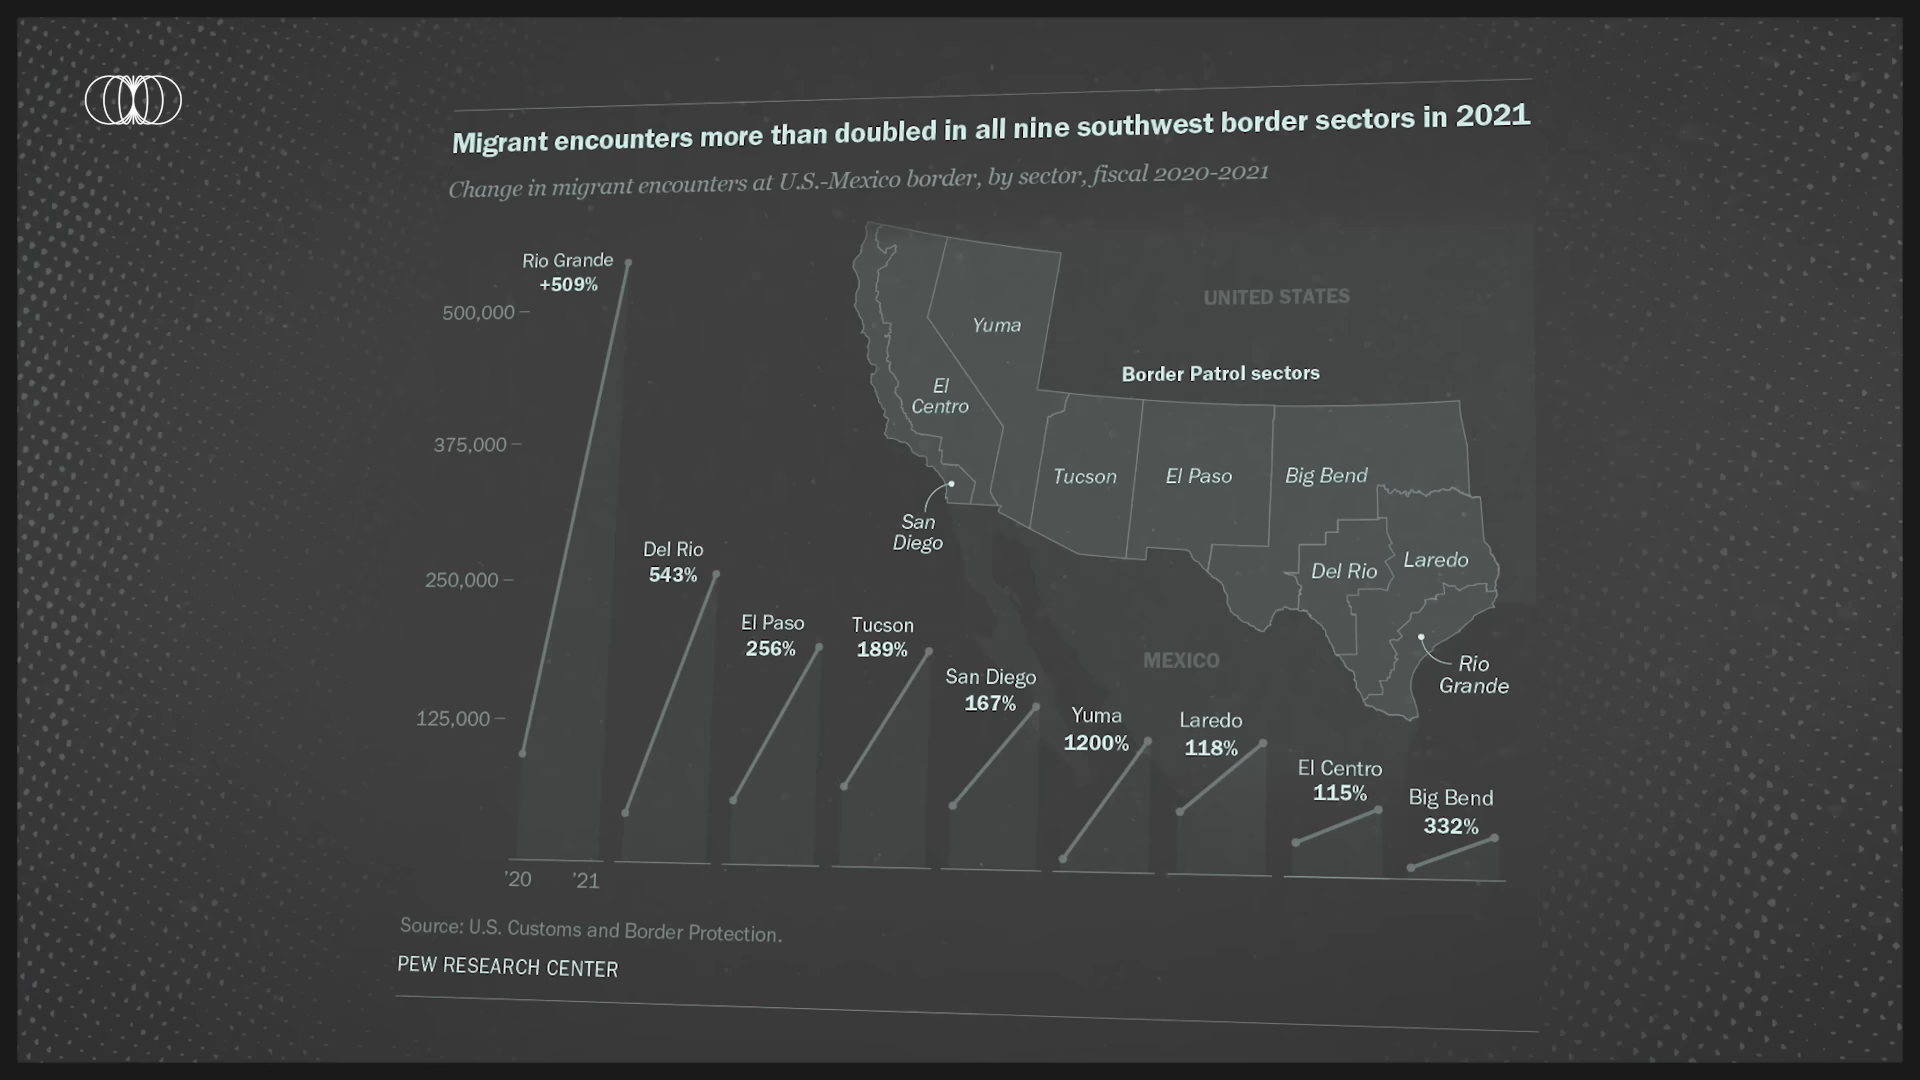 Migrant encounters more than doubled in all nine southwest border sectors in 2021
Change in migrant encounters at U.S.-Mexico border, by sector, fiscal 2020-2021
Rio Grande
+509%
500,000
375,000
250,000
125,000
Del Rio
543%
El Paso
256%
Tucson
189%
San Diego
167%
Yuma
1200%
Laredo
118%
El Centro
115%
Big Bend
332%
'20
'21
UNITED STATES
Border Patrol sectors
Yuma
El
Centro
Tucson
El Paso
Big Bend
San
Diego
Del Rio
Laredo
Rio
Grande
MEXICO
Source: U.S. Customs and Border Protection.
PEW RESEARCH CENTER